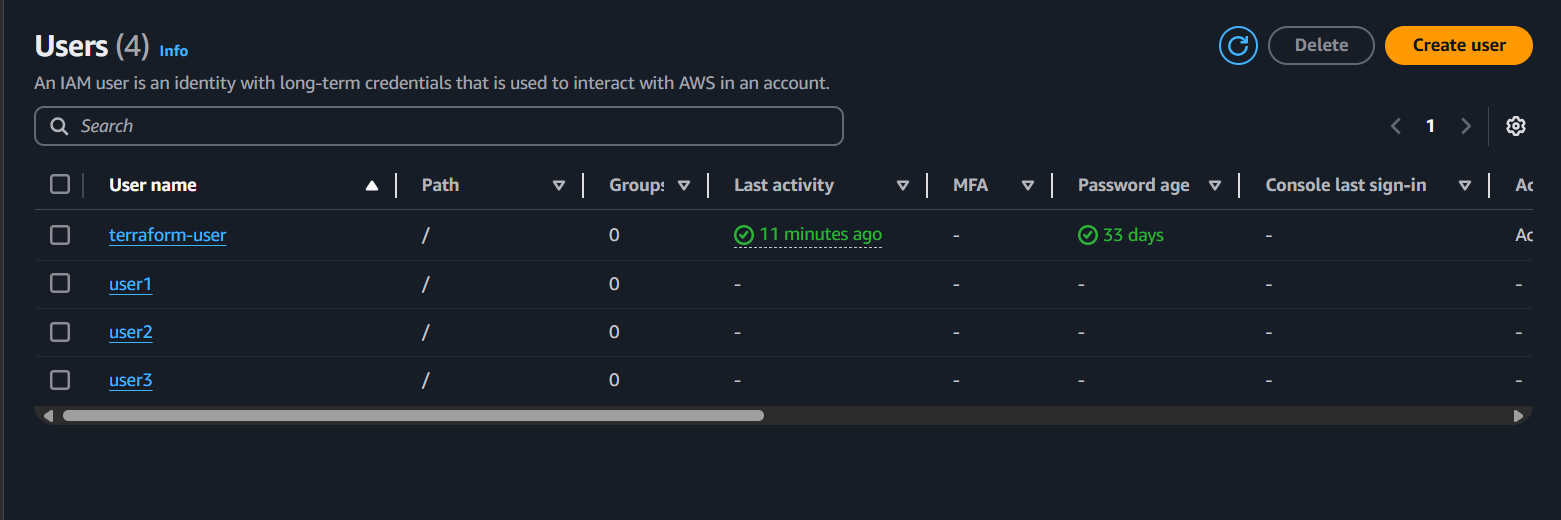 Users (4) Info
Delete
Create user
An IAM user is an identity with long-term credentials that is used to interact with AWS in an account.
Search
1
User name Path Groups Last activity MFA Password age Console last sign-in Ac
terraform-user / 0 11 minutes ago - 33 days - Ac
user1 / 0 - - - - -
user2 / 0 - - - - -
user3 / 0 - - - - -